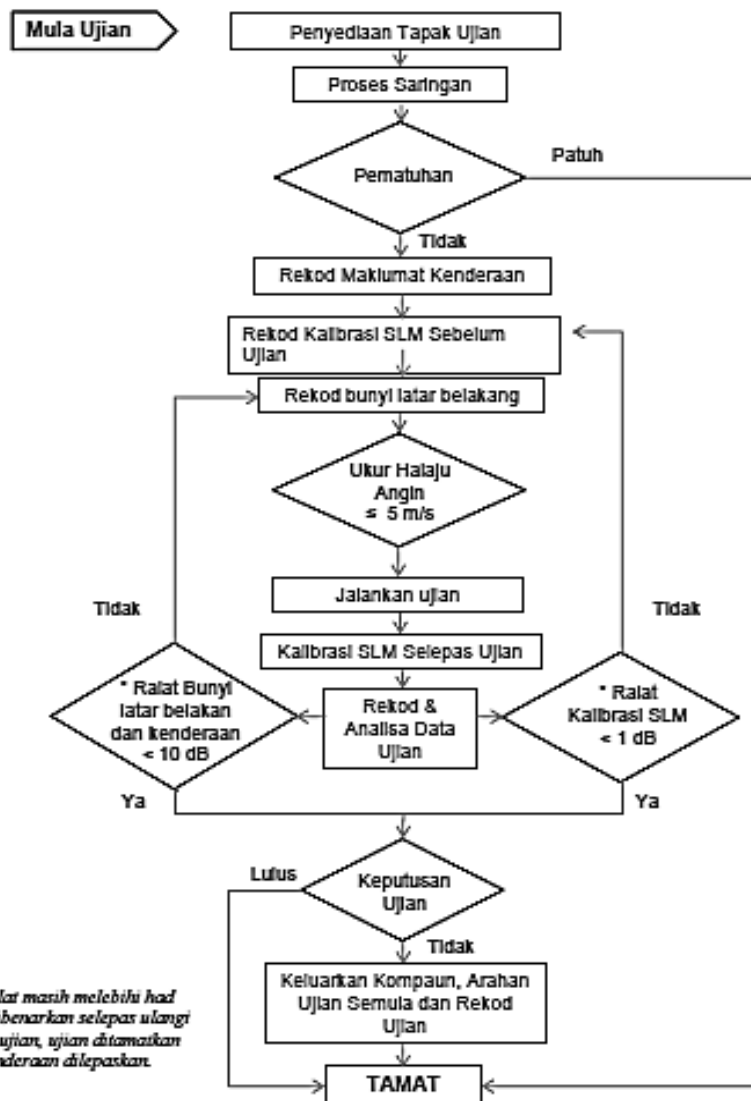 Mula Ujian
Penyediaan Tapak Ujian
Proses Saringan
Pematuhan
Patuh
Tidak
Rekod Maklumat Kenderaan
Rekod Kalibrasi SLM Sebelum
Ujian
Rekod bunyi latar belakang
Ukur Halaju
Angin
≤ 5 m/s
Jalankan ujian
Tidak
Tidak
Kalibrasi SLM Selepas Ujian
* Ralat Bunyi
latar belakan
dan kenderaan
< 10 dB
Rekod &
Analisa Data
Ujian
* Ralat
Kalibrasi SLM
< 1 dB
Ya
Ya
Lulus
Keputusan
Ujian
Tidak
Keluarkan Kompaun, Arahan
Ujian Semula dan Rekod
Ujian
masih melebihi had
selepas ulangi
ujian, ujian ditamatkan
dilepaskan.
TAMAT